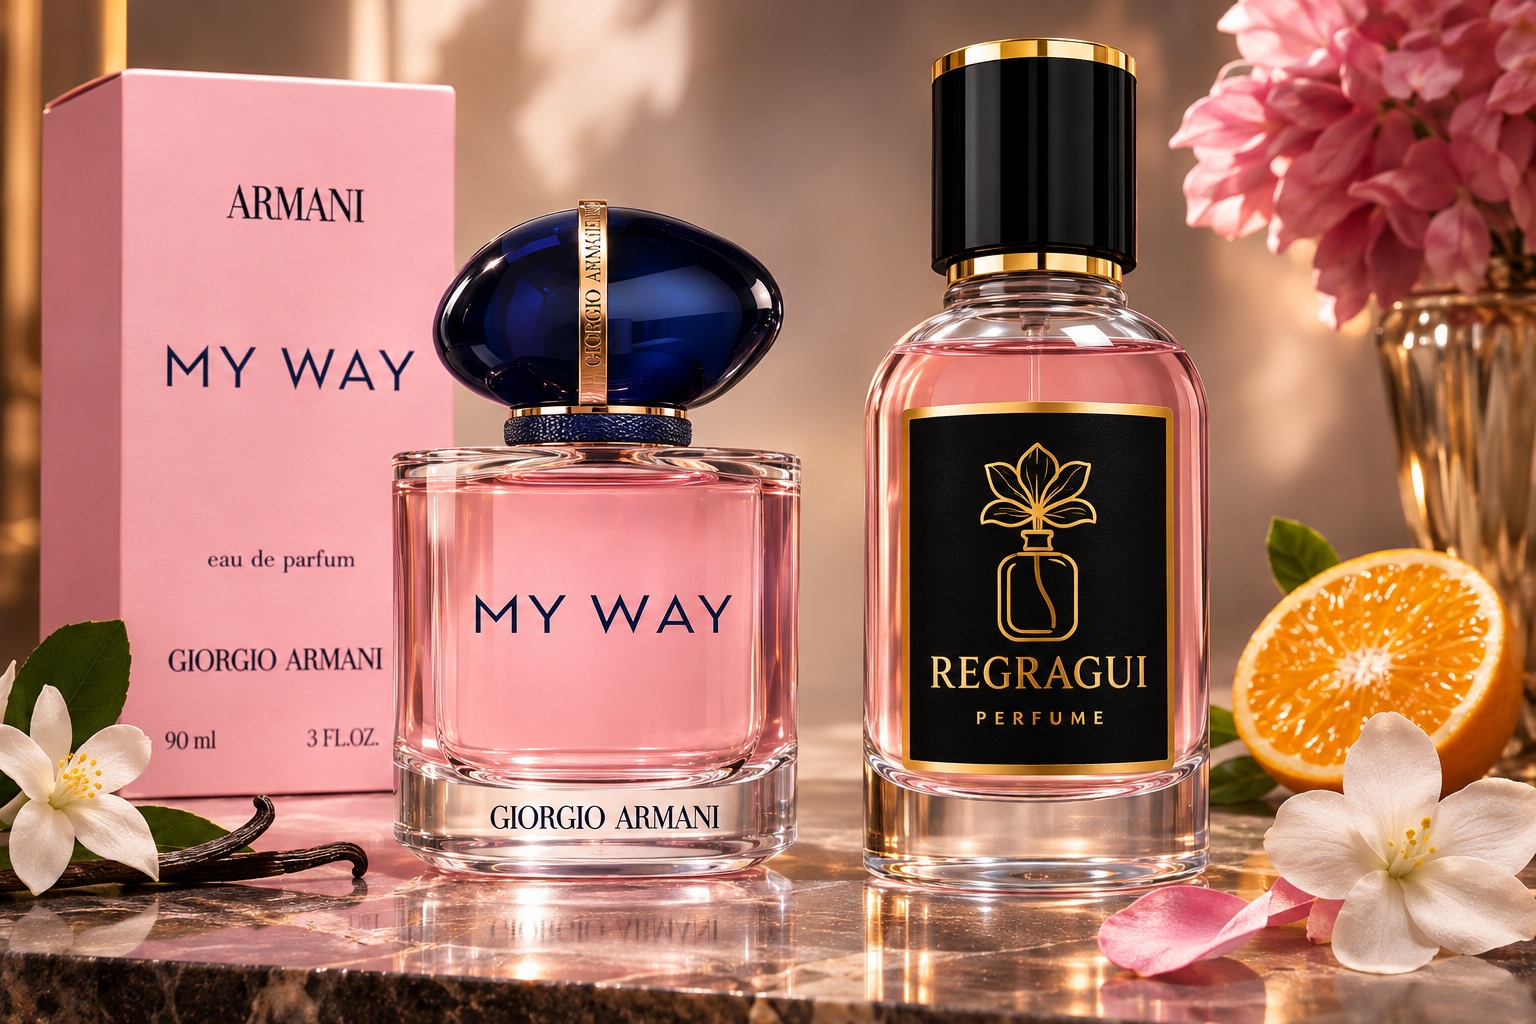 ARMANI
MY WAY
eau de parfum
GIORGIO ARMANI
90 ml
3 FL.OZ.
GIORGIO
MY WAY
GIORGIO ARMANI
REGRAGUI
PERFUME